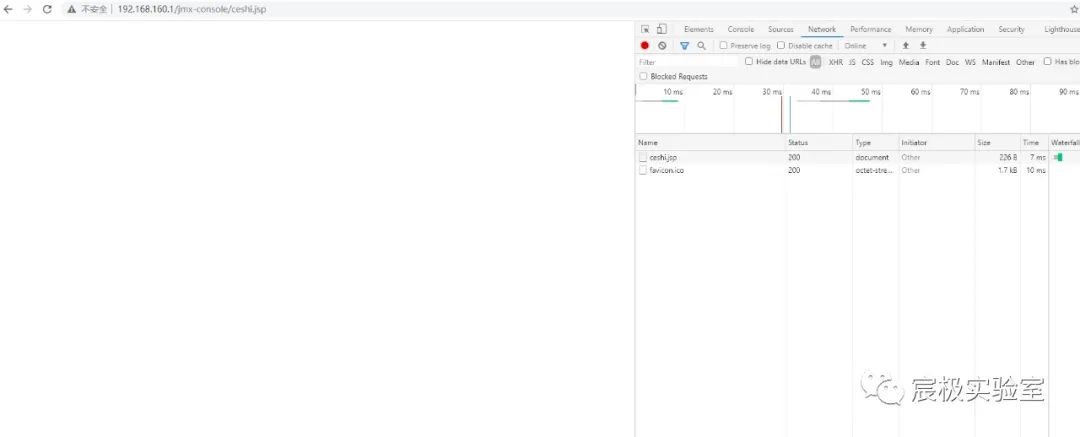 不安全 | 192.168.160.1/jmx-console/ceshi.jsp
Elements Console Sources Network Performance Memory Application Security Lighthouse
Preserve log Disable cache Online
Filter Hide data URLs All XHR JS CSS Img Media Font Doc WS Manifest Other Has blo
Blocked Requests
10 ms 20 ms 30 ms 40 ms 50 ms 60 ms 70 ms 80 ms 90 ms
Name Status Type Initiator Size Time Waterfall
ceshi.jsp 200 document Other 226 B 7 ms
favicon.ico 200 octet-stre... Other 1.7 kB 10 ms
宸极实验室